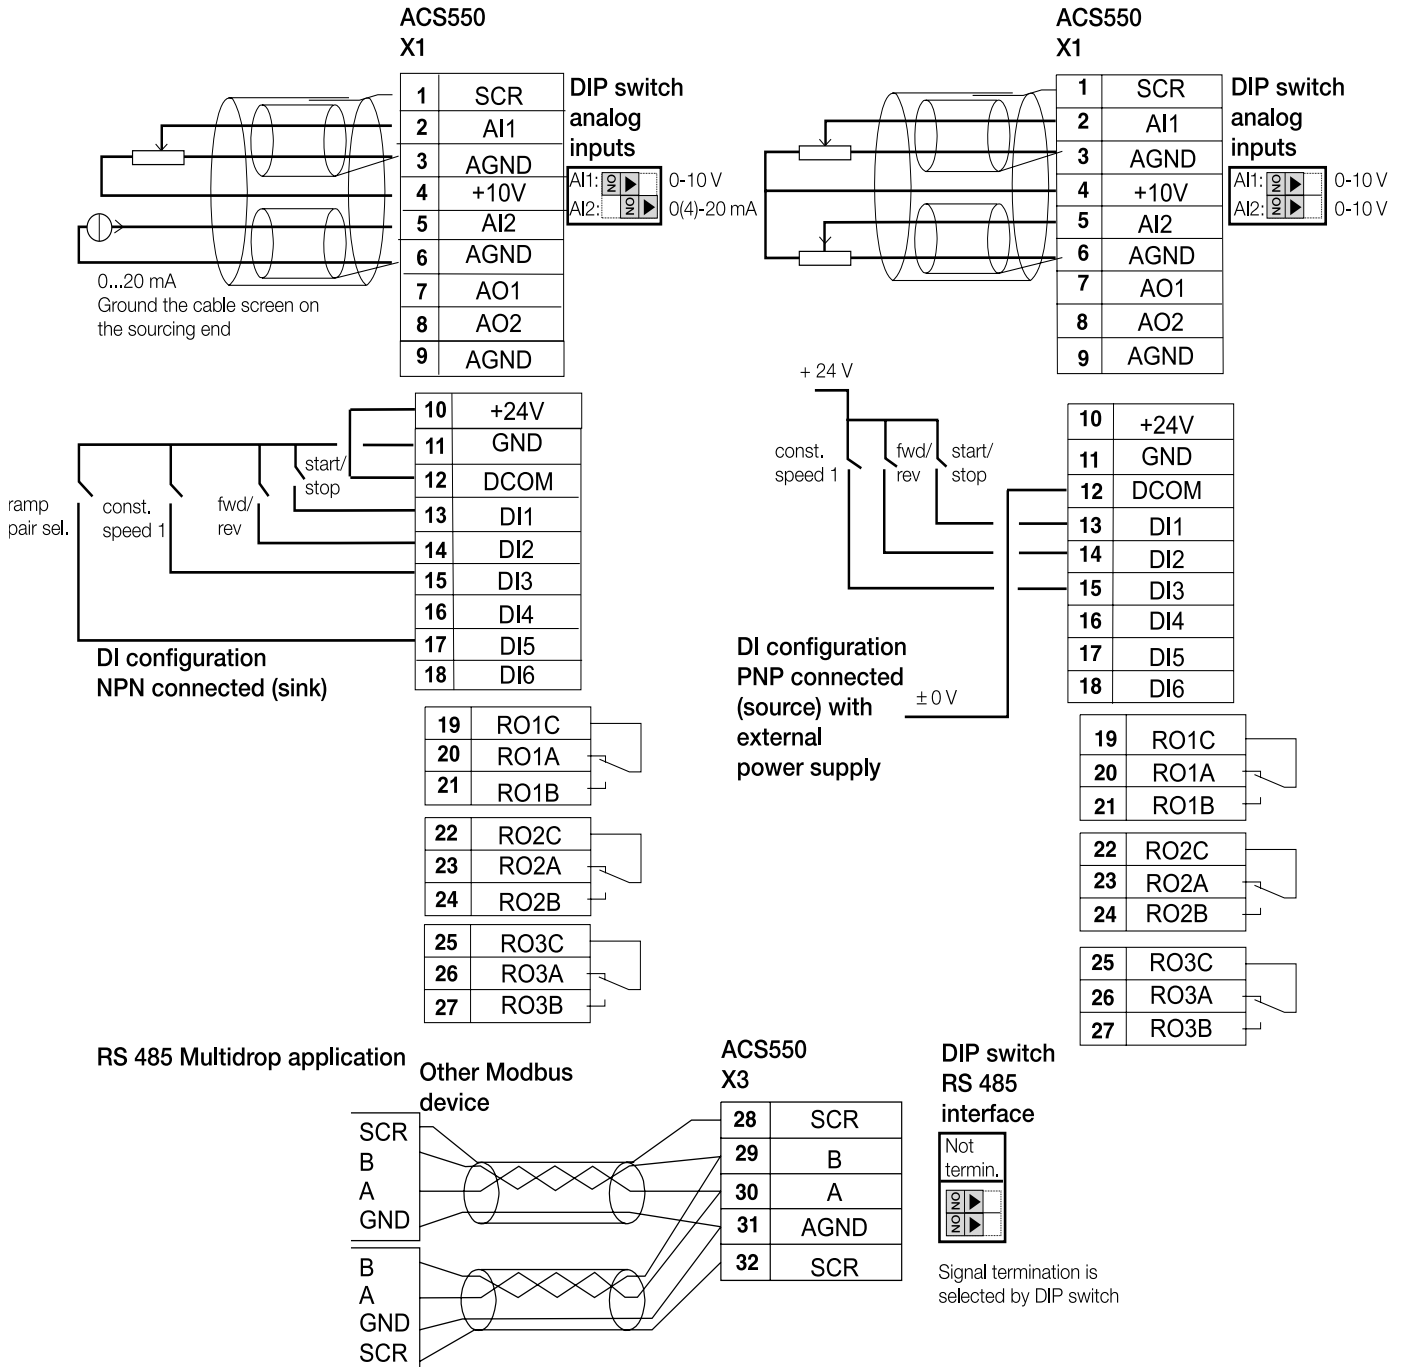 ACS550
X1
1 SCR
2 AI1
3 AGND
4 +10V
5 AI2
6 AGND
7 AO1
8 AO2
9 AGND
DIP switch
analog
inputs
AI1: ON 0-10 V
AI2: ON 0(4)-20 mA
0...20 mA
Ground the cable screen on
the sourcing end
10 +24V
11 GND
12 DCOM
13 DI1
14 DI2
15 DI3
16 DI4
17 DI5
18 DI6
start/
stop
fwd/
rev
const.
speed 1
ramp
pair sel.
DI configuration
NPN connected (sink)
19 RO1C
20 RO1A
21 RO1B
22 RO2C
23 RO2A
24 RO2B
25 RO3C
26 RO3A
27 RO3B
ACS550
X1
1 SCR
2 AI1
3 AGND
4 +10V
5 AI2
6 AGND
7 AO1
8 AO2
9 AGND
DIP switch
analog
inputs
AI1: ON 0-10 V
AI2: ON 0-10 V
+ 24 V
const.
speed 1
fwd/
rev
start/
stop
10 +24V
11 GND
12 DCOM
13 DI1
14 DI2
15 DI3
16 DI4
17 DI5
18 DI6
DI configuration
PNP connected
(source) with
external
power supply
± 0 V
19 RO1C
20 RO1A
21 RO1B
22 RO2C
23 RO2A
24 RO2B
25 RO3C
26 RO3A
27 RO3B
RS 485 Multidrop application
Other Modbus
device
SCR
B
A
GND
B
A
GND
SCR
ACS550
X3
28 SCR
29 B
30 A
31 AGND
32 SCR
DIP switch
RS 485
interface
Not
termin.
ON
ON
Signal termination is
selected by DIP switch